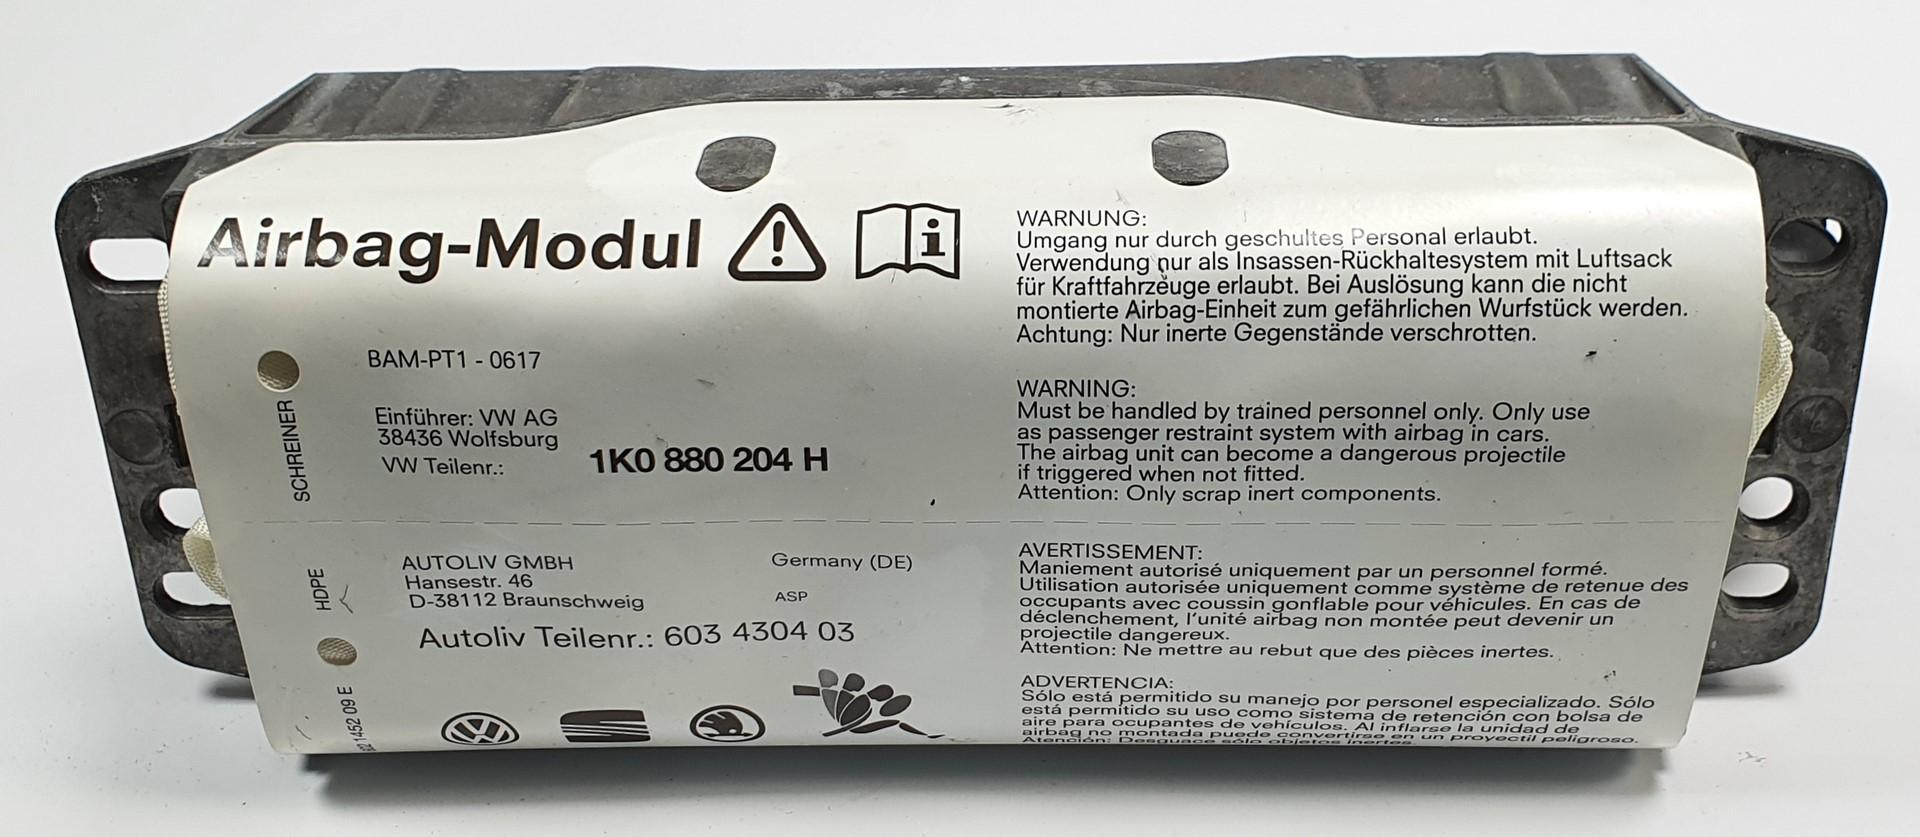 Airbag-Modul
BAM-PT1 - 0617
SCHREINER
Einführer: VW AG
38436 Wolfsburg
VW Teilenr.: 1K0 880 204 H
HDPE
AUTOLIV GMBH
Hansestr. 46
D-38112 Braunschweig
Germany (DE)
ASP
Autoliv Teilenr.: 603 4304 03
1452 09 E
WARNUNG:
Umgang nur durch geschultes Personal erlaubt.
Verwendung nur als Insassen-Rückhaltesystem mit Luftsack
für Kraftfahrzeuge erlaubt. Bei Auslösung kann die nicht
montierte Airbag-Einheit zum gefährlichen Wurfstück werden.
Achtung: Nur inerte Gegenstände verschrotten.
WARNING:
Must be handled by trained personnel only. Only use
as passenger restraint system with airbag in cars.
The airbag unit can become a dangerous projectile
if triggered when not fitted.
Attention: Only scrap inert components.
AVERTISSEMENT:
Maniement autorisé uniquement par un personnel formé.
Utilisation autorisée uniquement comme système de retenue des
occupants avec coussin gonflable pour véhicules. En cas de
déclenchement, l'unité airbag non montée peut devenir un
projectile dangereux.
Attention: Ne mettre au rebut que des pièces inertes.
ADVERTENCIA:
Sólo está permitido su manejo por personal especializado. Sólo
está permitido su uso como sistema de retención con bolsa de
aire para ocupantes de vehículos. Al inflarse la unidad de
airbag no montada puede convertirse en un proyectil peligroso.
Atención: Desguace sólo objetos inertes.